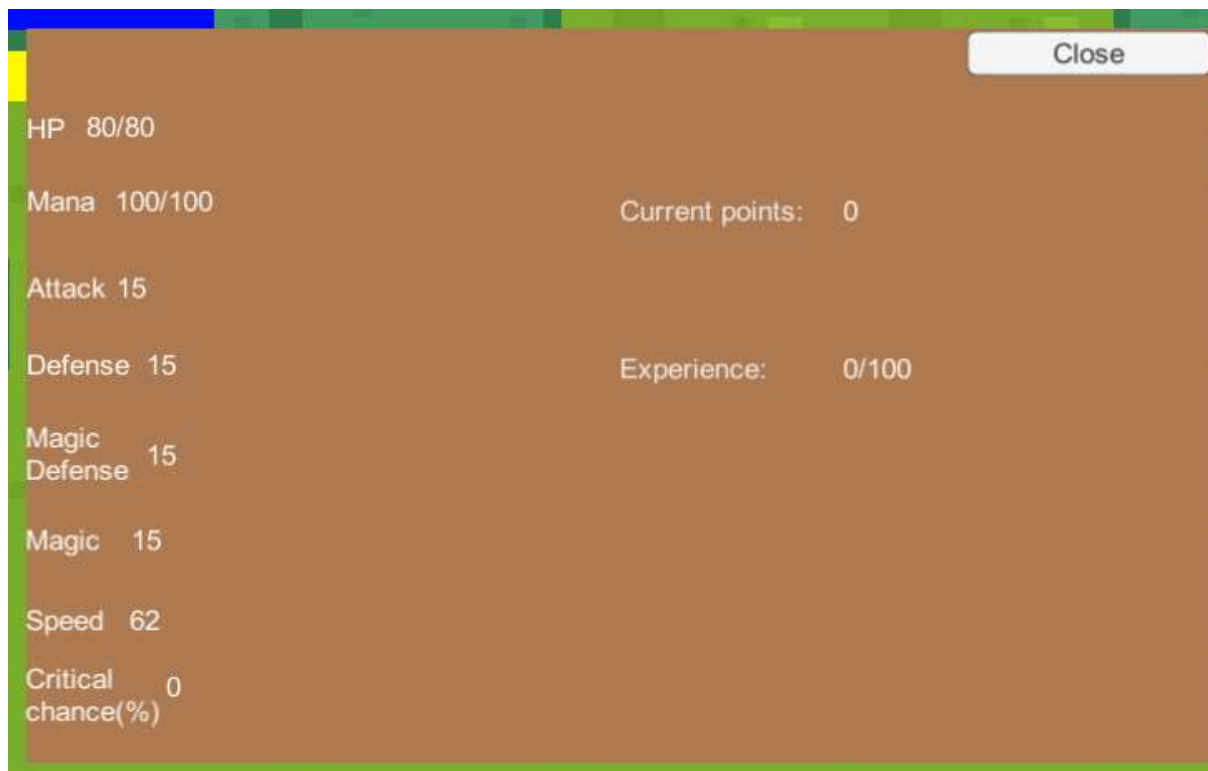 Close
HP 80/80
Mana 100/100
Current points: 0
Attack 15
Defense 15
Experience: 0/100
Magic
Defense 15
Magic 15
Speed 62
Critical
chance(%) 0